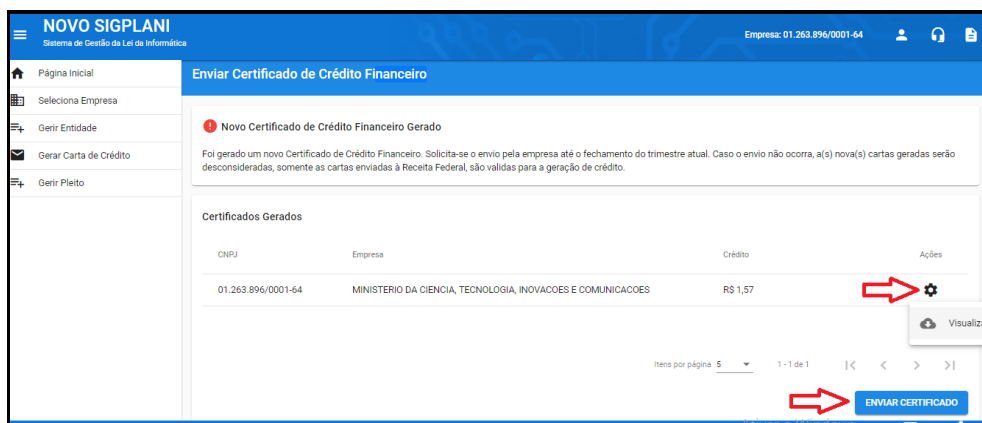 NOVO SIGPLANI
Sistema de Gestão da Lei da Informática
Empresa: 01.263.896/0001-64
Página Inicial
Seleciona Empresa
Gerir Entidade
Gerar Carta de Crédito
Gerir Pleito
Enviar Certificado de Crédito Financeiro
Novo Certificado de Crédito Financeiro Gerado
Foi gerado um novo Certificado de Crédito Financeiro. Solicita-se o envio pela empresa até o fechamento do trimestre atual. Caso o envio não ocorra, a(s) nova(s) cartas geradas serão
desconsideradas, somente as cartas enviadas à Receita Federal, são validas para a geração de crédito.
Certificados Gerados
CNPJ Empresa Crédito Ações
01.263.896/0001-64 MINISTERIO DA CIENCIA, TECNOLOGIA, INOVACOES E COMUNICACOES R$ 1,57
Visualiza
Itens por página 5 1 - 1 de 1
ENVIAR CERTIFICADO